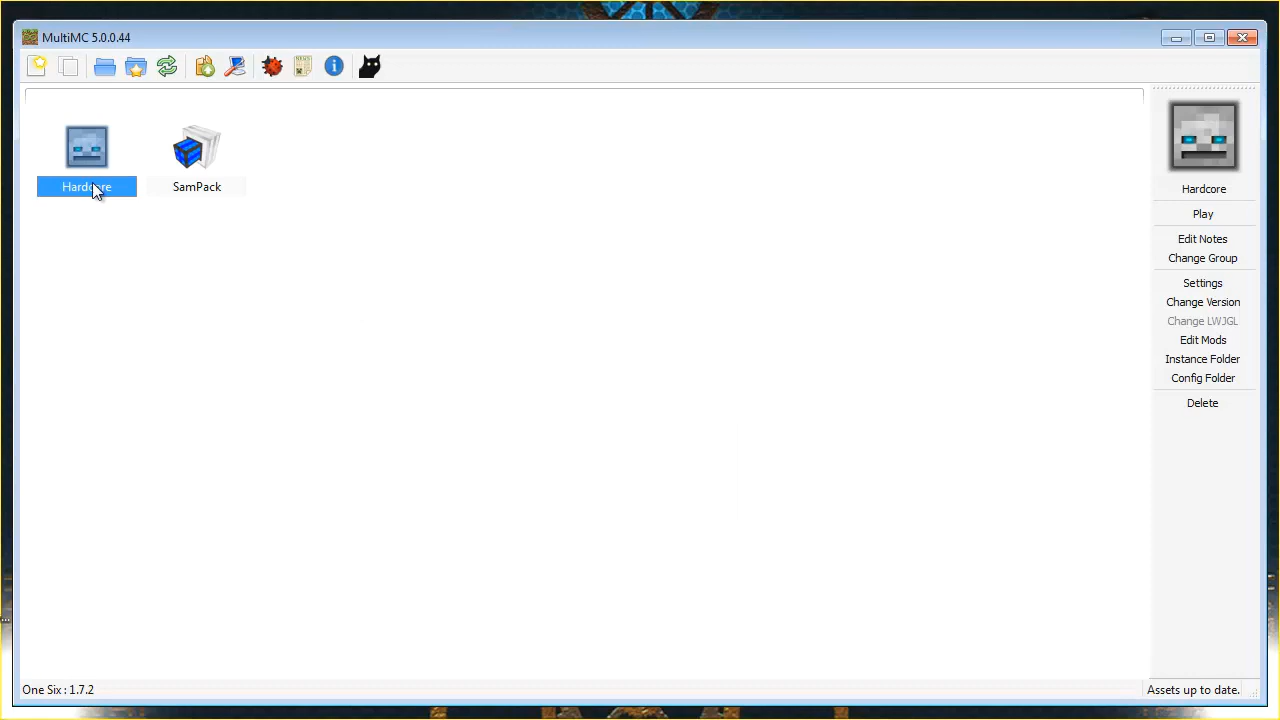 MultiMC 5.0.0.44
Hardcore
SamPack
Hardcore
Play
Edit Notes
Change Group
Settings
Change Version
Change LWJGL
Edit Mods
Instance Folder
Config Folder
Delete
One Six : 1.7.2
Assets up to date.